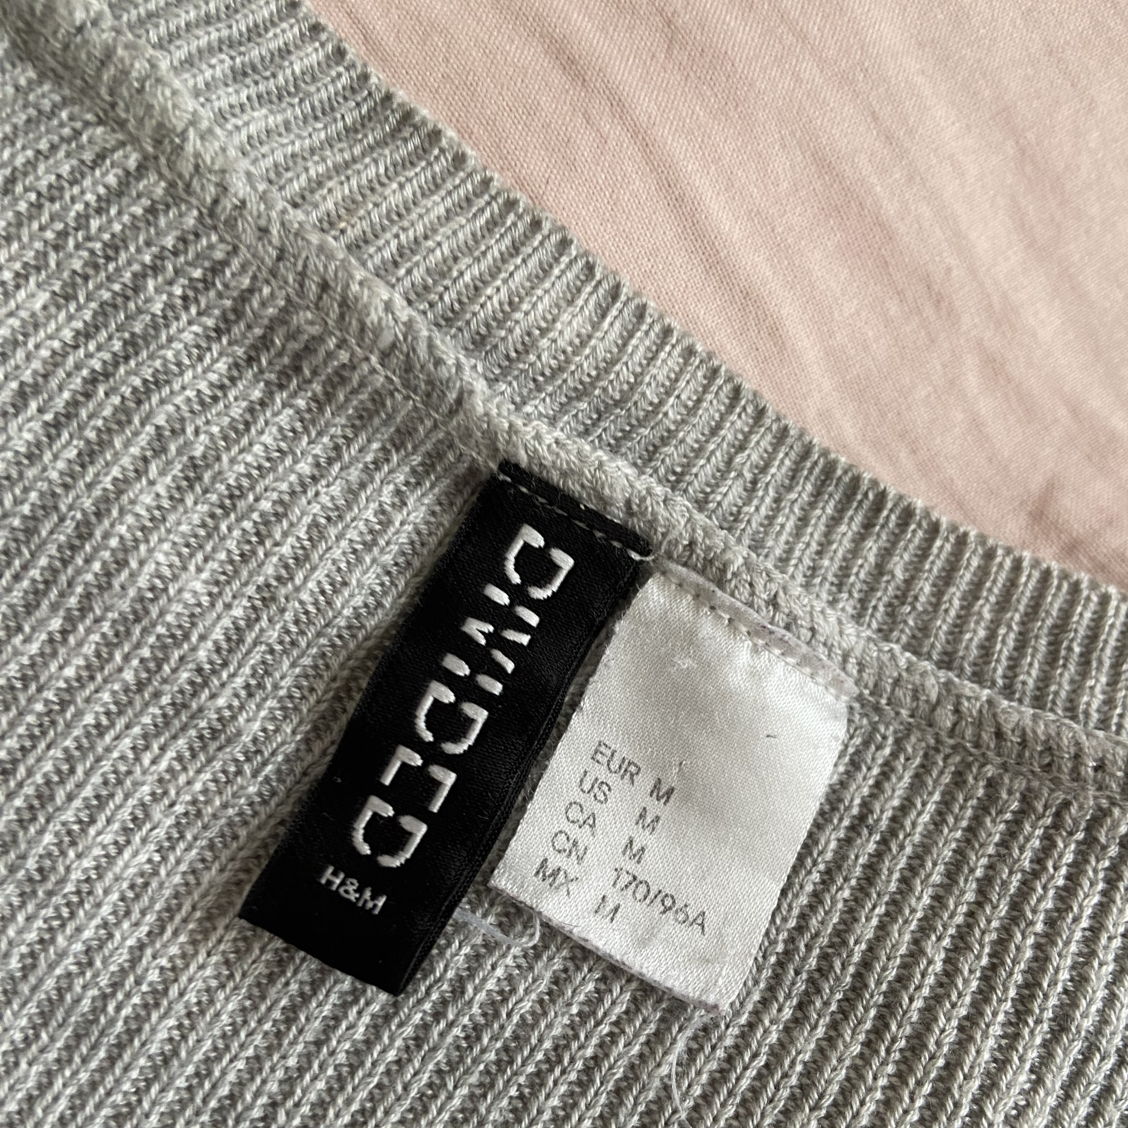 DIVIDED
H&M
EUR M
US M
CA M
CN 170/96A
MX M